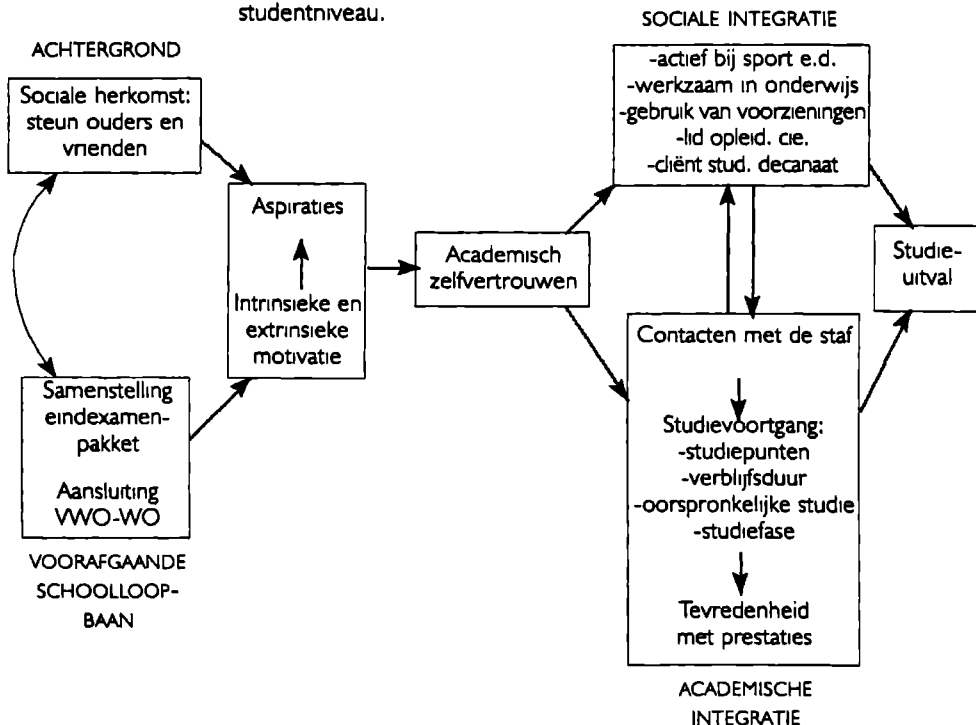 studentniveau.
ACHTERGROND
Sociale herkomst:
steun ouders en
vrienden
Samenstelling
eindexamen-
pakket
Aansluiting
VWO-WO
VOORAFGAANDE
SCHOOLLOOP-
BAAN
Aspiraties
Intrinsieke en
extrinsieke
motivatie
Academisch
zelfvertrouwen
SOCIALE INTEGRATIE
-actief bij sport e.d.
-werkzaam in onderwijs
-gebruik van voorzieningen
-lid opleid. cie.
-cliënt stud. decanaat
Contacten met de staf
Studievoortgang:
-studiepunten
-verblijfsduur
-oorspronkelijke studie
-studiefase
Tevredenheid
met prestaties
ACADEMISCHE
INTEGRATIE
Studie-
uitval